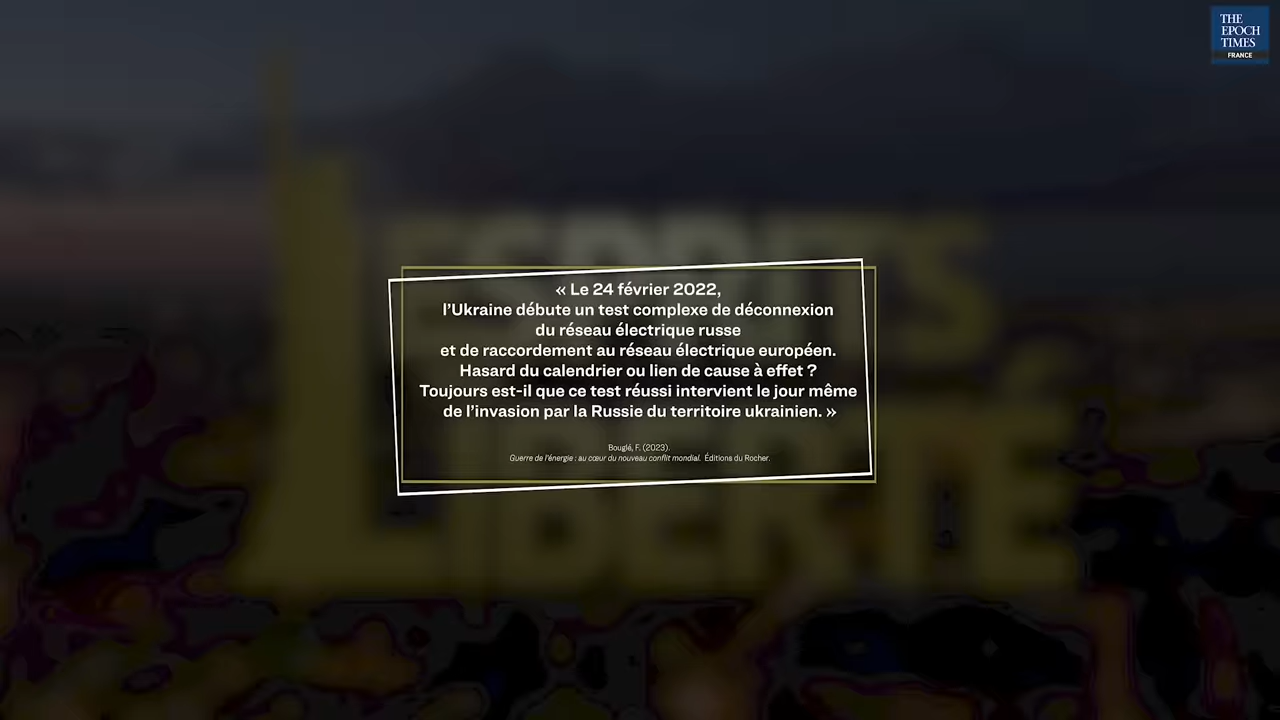 THE
EPOCH
TIMES
FRANCE
ESPRITS
LIBERTÉ
« Le 24 février 2022,
l’Ukraine débute un test complexe de déconnexion
du réseau électrique russe
et de raccordement au réseau électrique européen.
Hasard du calendrier ou lien de cause à effet ?
Toujours est-il que ce test réussi intervient le jour même
de l’invasion par la Russie du territoire ukrainien. »
Bouglé, F. (2023).
Guerre de l’énergie : au cœur du nouveau conflit mondial. Éditions du Rocher.